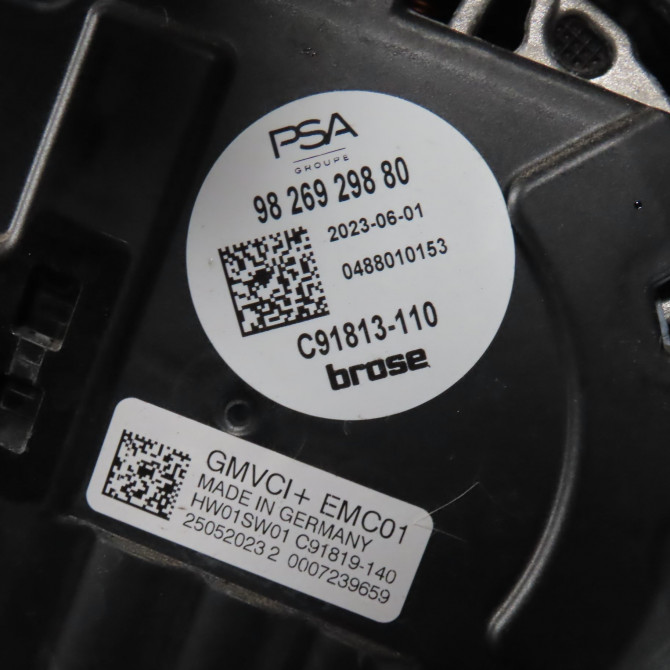 PSA
GROUPE
98 269 298 80
2023-06-01
0488010153
C91813-110
brose
GMVCI+ EMC01
MADE IN GERMANY
HW01SW01 C91819-140
25052023 2 0007239659